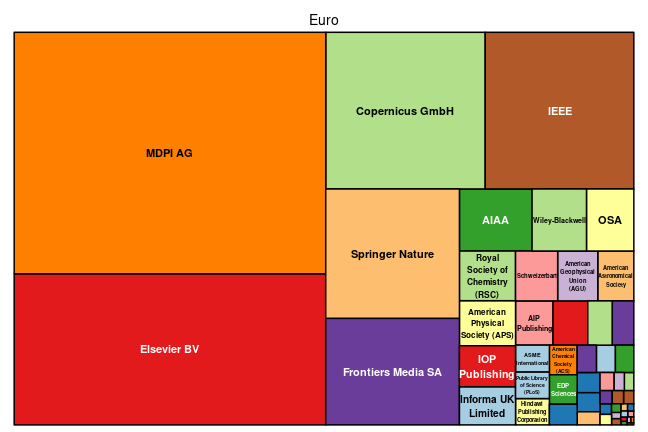 Euro
MDPI AG
Copernicus GmbH
IEEE
Elsevier BV
Springer Nature
Frontiers Media SA
AIAA
Wiley-Blackwell
OSA
Royal
Society of
Chemistry
(RSC)
Schweizerbart
American
Geophysical
Union
(AGU)
American
Astronomical
Society
American
Physical
Society (APS)
AIP
Publishing
IOP
Publishing
ASME
International
American
Chemical
Society
(ACS)
Informa UK
Limited
Public Library
of Science
(PLoS)
EDP
Sciences
Hindawi
Publishing
Corporation